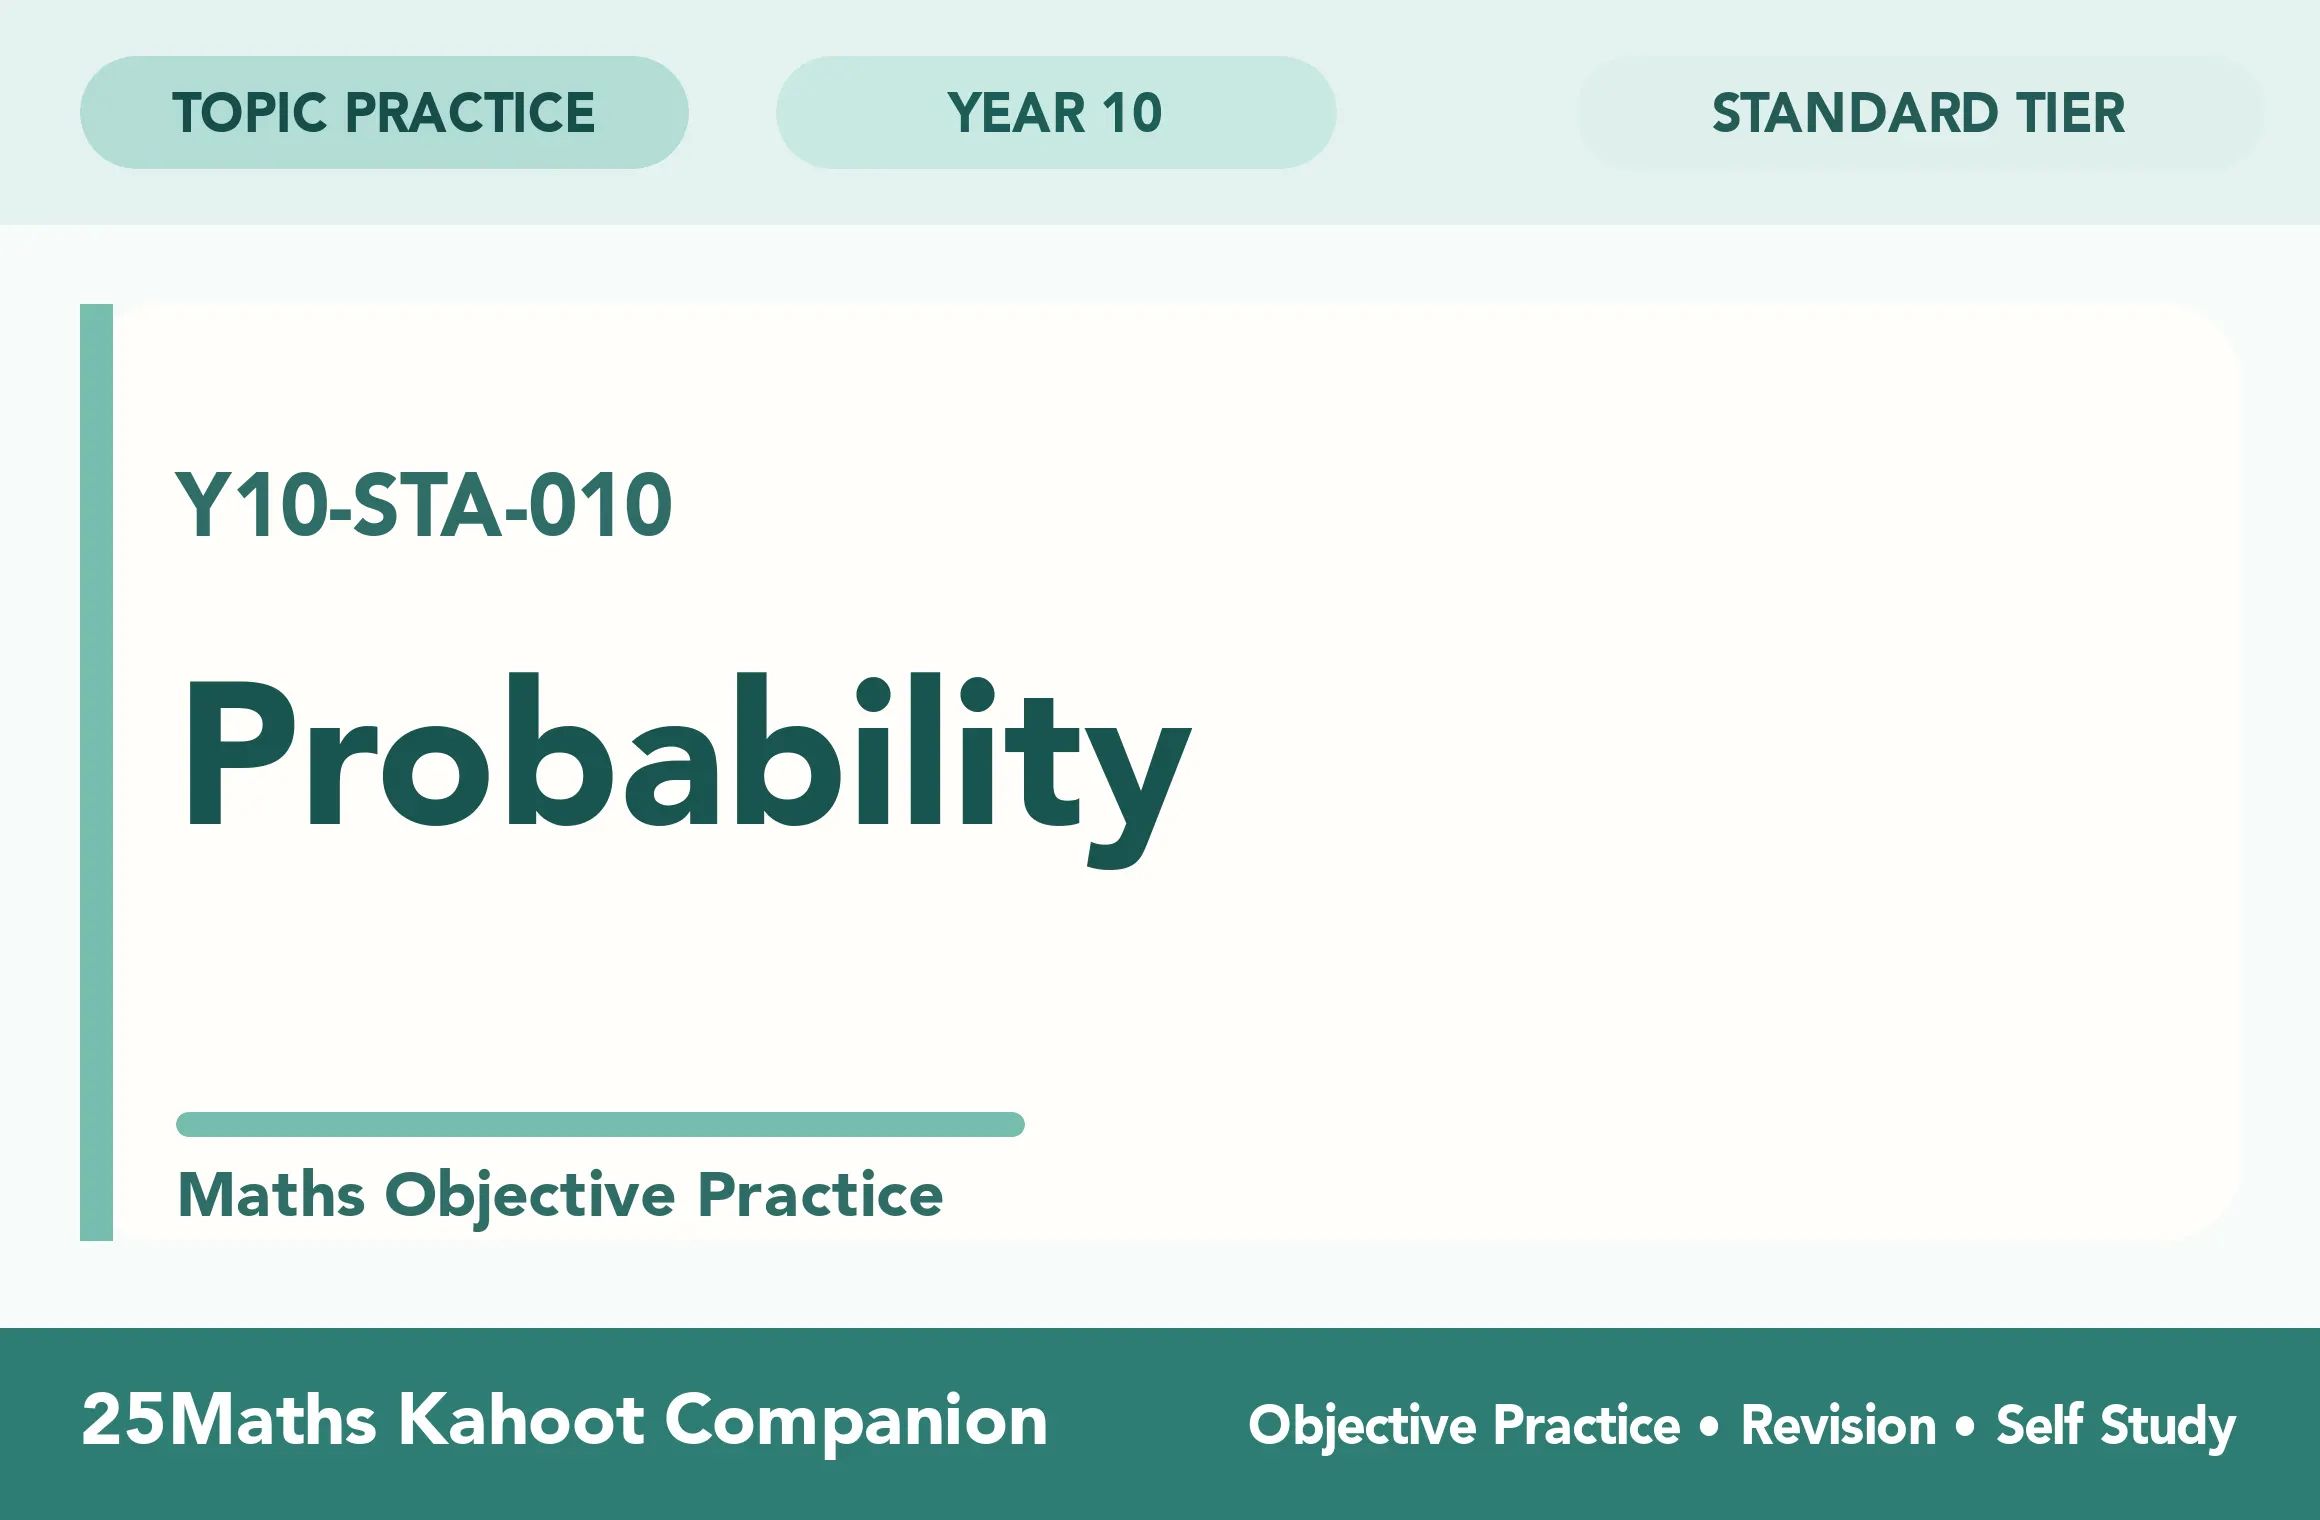 TOPIC PRACTICE
YEAR 10
STANDARD TIER
Y10-STA-010
Probability
Maths Objective Practice
25Maths Kahoot Companion
Objective Practice • Revision • Self Study